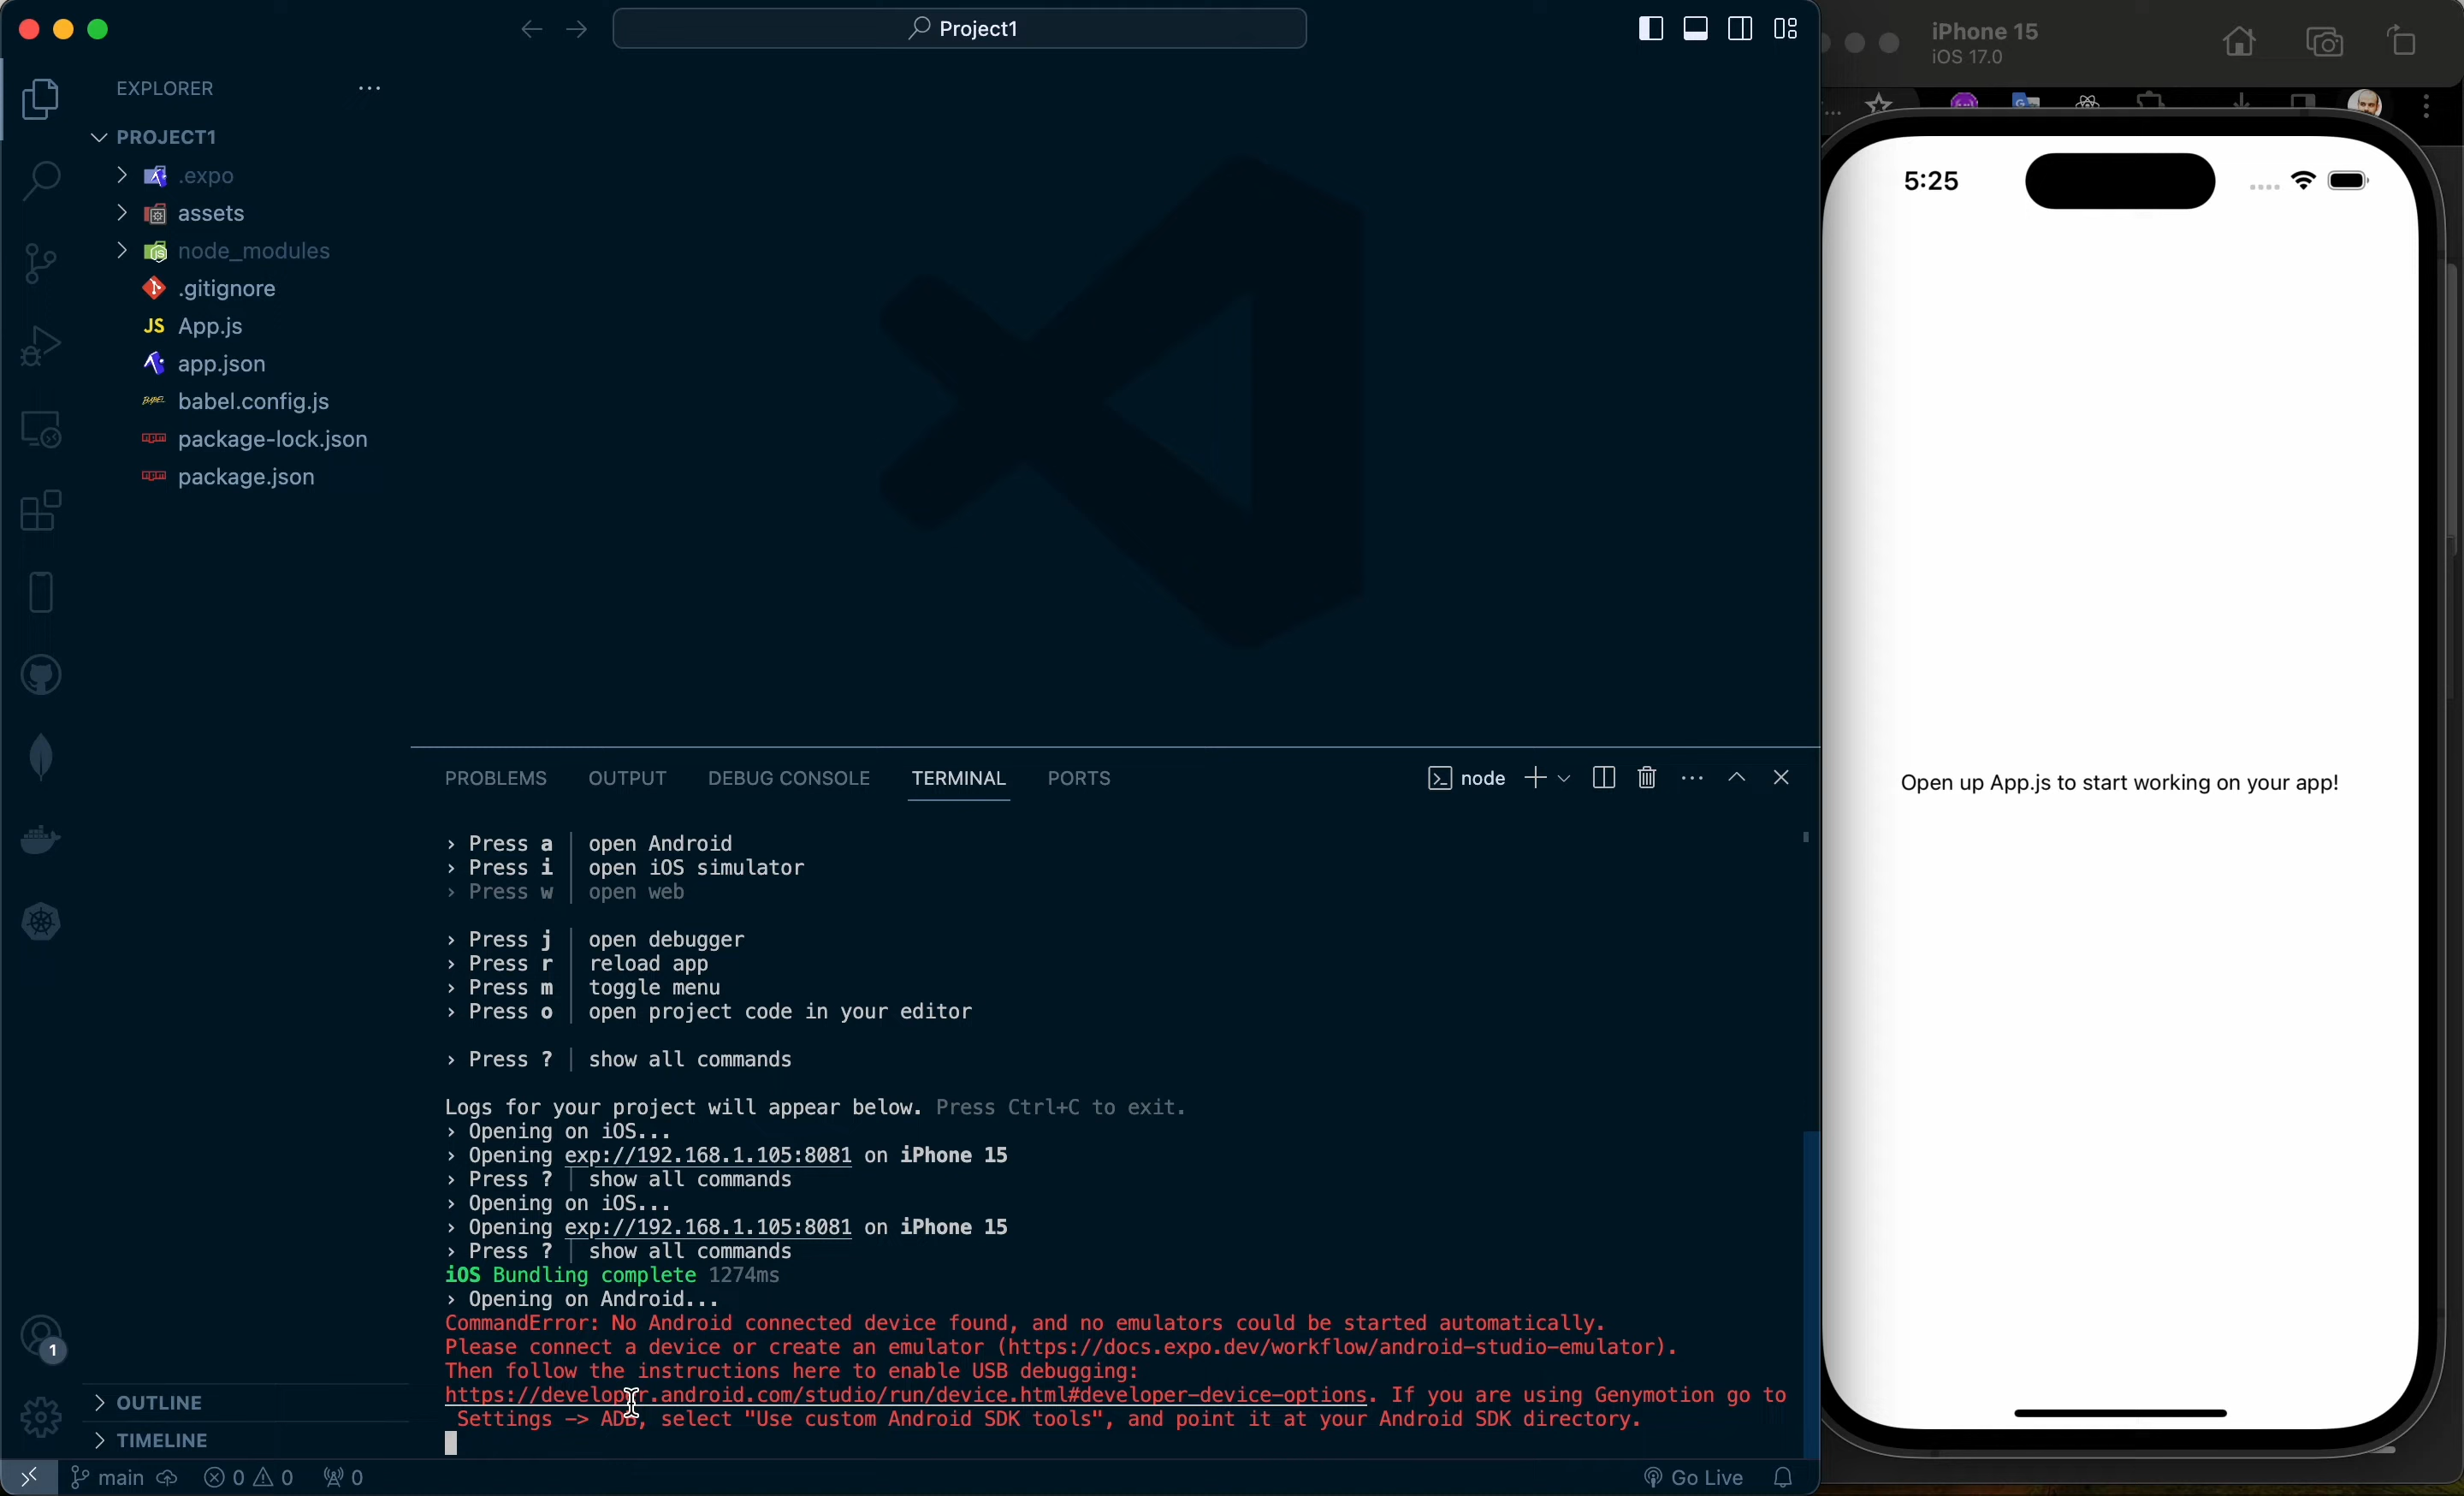 Project1
EXPLORER
PROJECT1
.expo
assets
node_modules
.gitignore
JS App.js
app.json
BABEL babel.config.js
package-lock.json
package.json
OUTLINE
TIMELINE
1
PROBLEMS OUTPUT DEBUG CONSOLE TERMINAL PORTS node
› Press a │ open Android
› Press i │ open iOS simulator
› Press w │ open web
› Press j │ open debugger
› Press r │ reload app
› Press m │ toggle menu
› Press o │ open project code in your editor
› Press ? │ show all commands
Logs for your project will appear below. Press Ctrl+C to exit.
› Opening on iOS...
› Opening exp://192.168.1.105:8081 on iPhone 15
› Press ? │ show all commands
› Opening on iOS...
› Opening exp://192.168.1.105:8081 on iPhone 15
› Press ? │ show all commands
iOS Bundling complete 1274ms
› Opening on Android...
CommandError: No Android connected device found, and no emulators could be started automatically.
Please connect a device or create an emulator (https://docs.expo.dev/workflow/android-studio-emulator).
Then follow the instructions here to enable USB debugging:
https://developer.android.com/studio/run/device.html#developer-device-options. If you are using Genymotion go to
Settings -> ADB, select "Use custom Android SDK tools", and point it at your Android SDK directory.
main 0 0 0 Go Live
iPhone 15
iOS 17.0
5:25
Open up App.js to start working on your app!